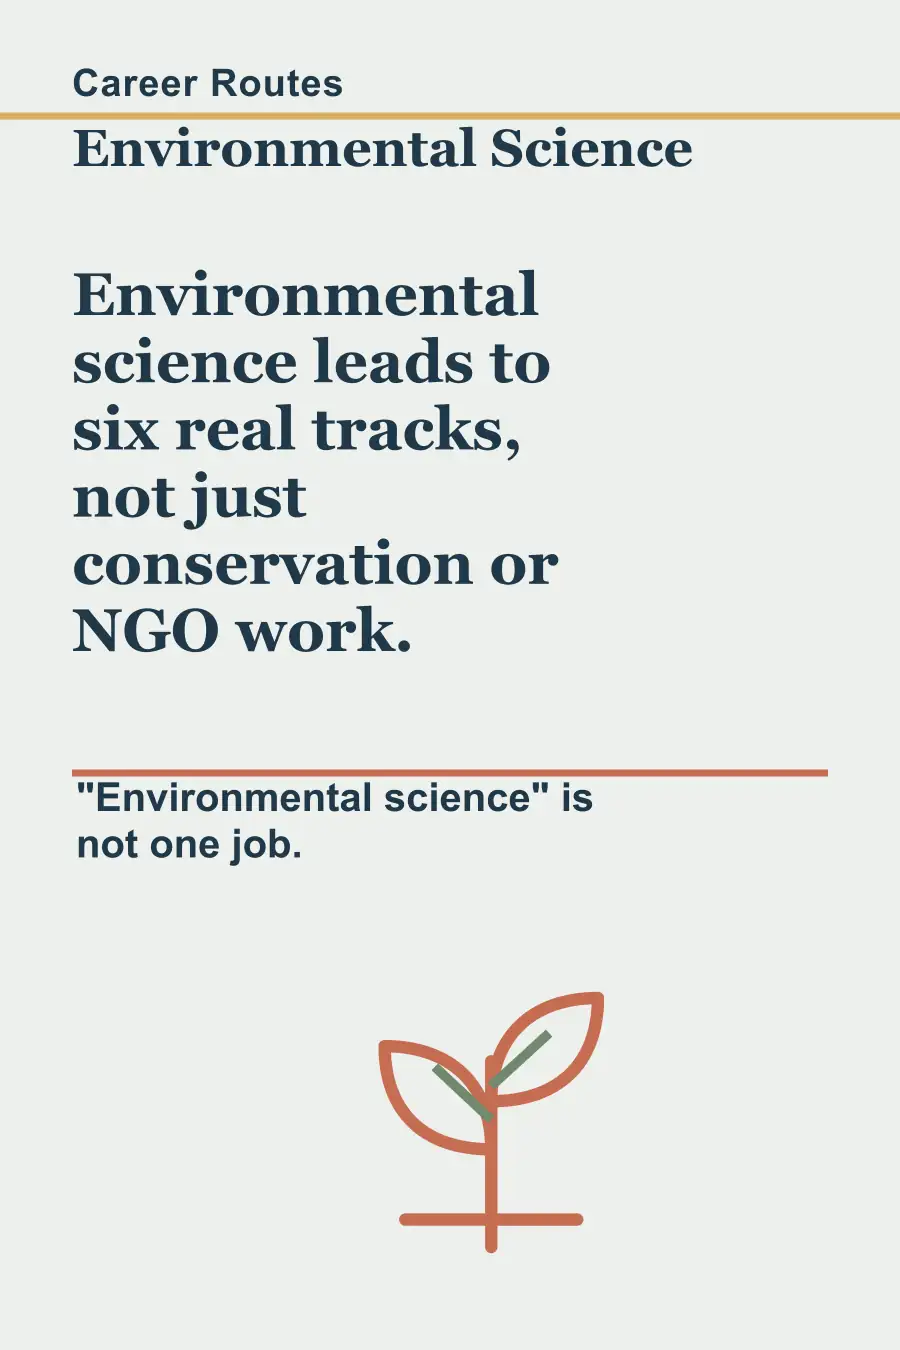 Career Routes
Environmental Science
Environmental
science leads to
six real tracks,
not just
conservation or
NGO work.
"Environmental science" is
not one job.